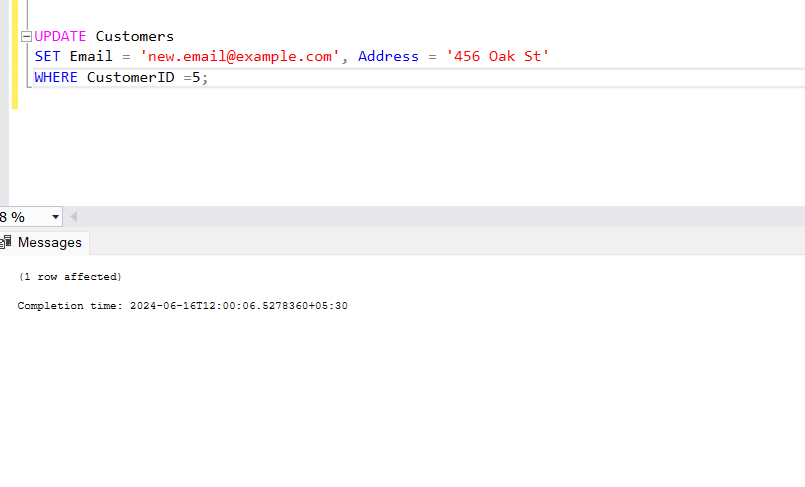 UPDATE Customers
SET Email = 'new.email@example.com', Address = '456 Oak St'
WHERE CustomerID =5;
8 %
Messages
(1 row affected)
Completion time: 2024-06-16T12:00:06.5278360+05:30